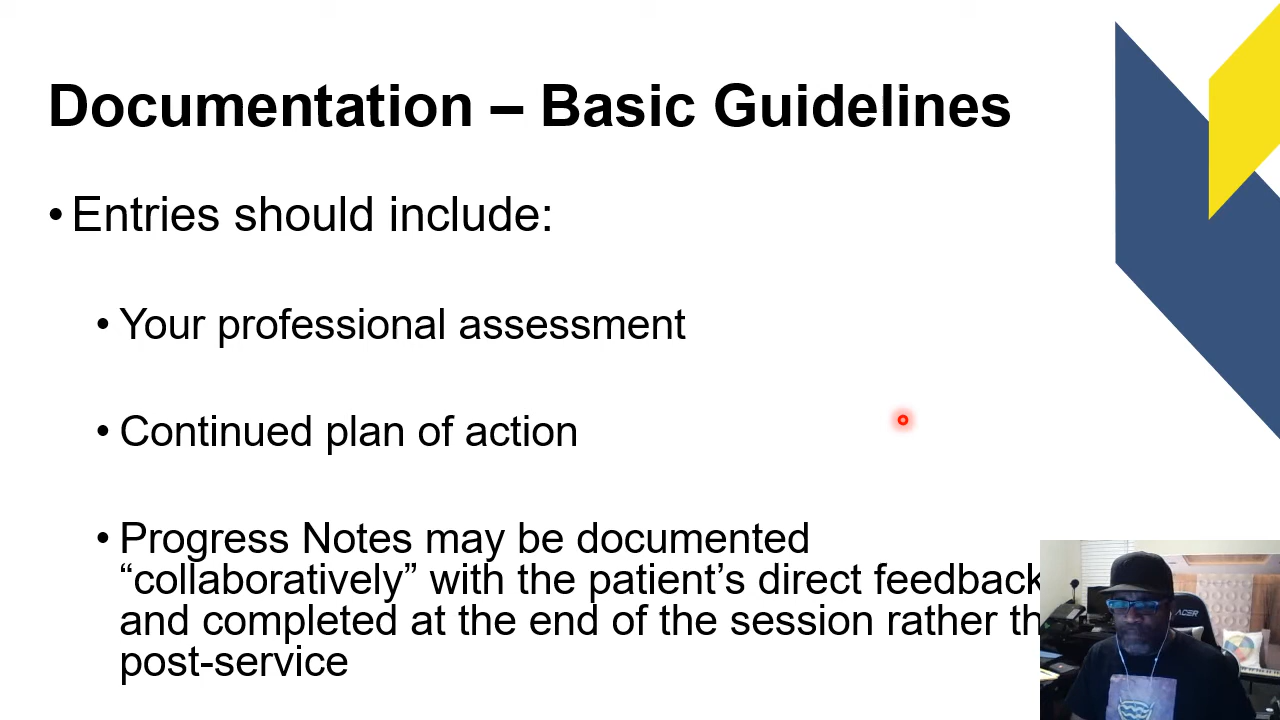 Documentation – Basic Guidelines
• Entries should include:
• Your professional assessment
• Continued plan of action
• Progress Notes may be documented
“collaboratively” with the patient’s direct feedback
and completed at the end of the session rather
post-service
ACER